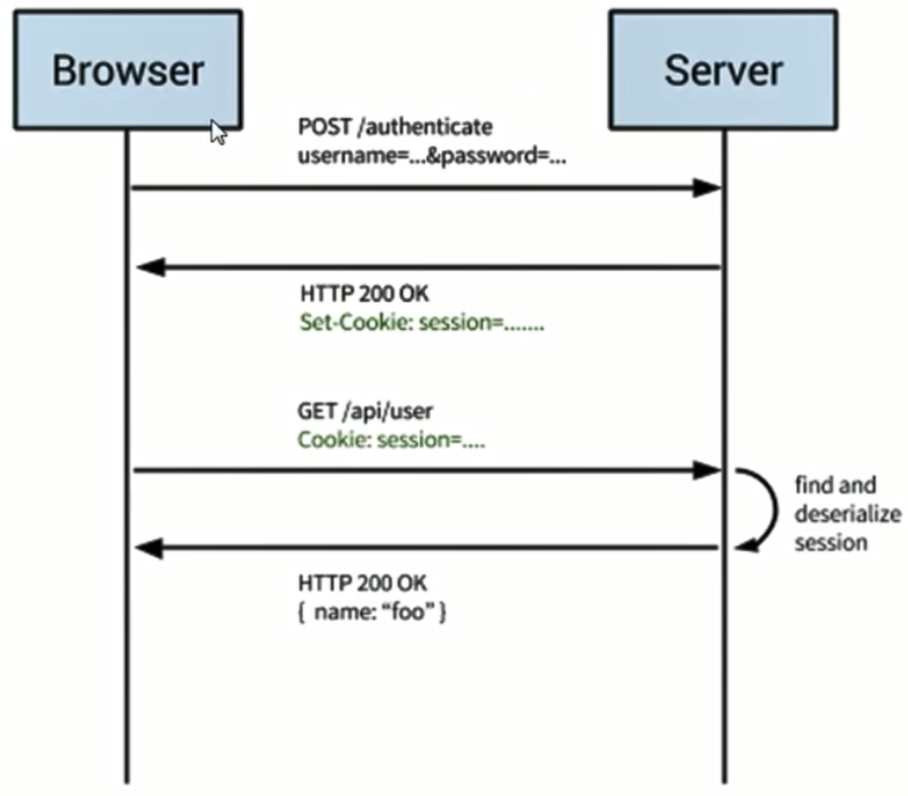 Browser
Server
POST /authenticate
username=...&password=...
HTTP 200 OK
Set-Cookie: session=.......
GET /api/user
Cookie: session=....
find and
deserialize
session
HTTP 200 OK
{ name: “foo” }